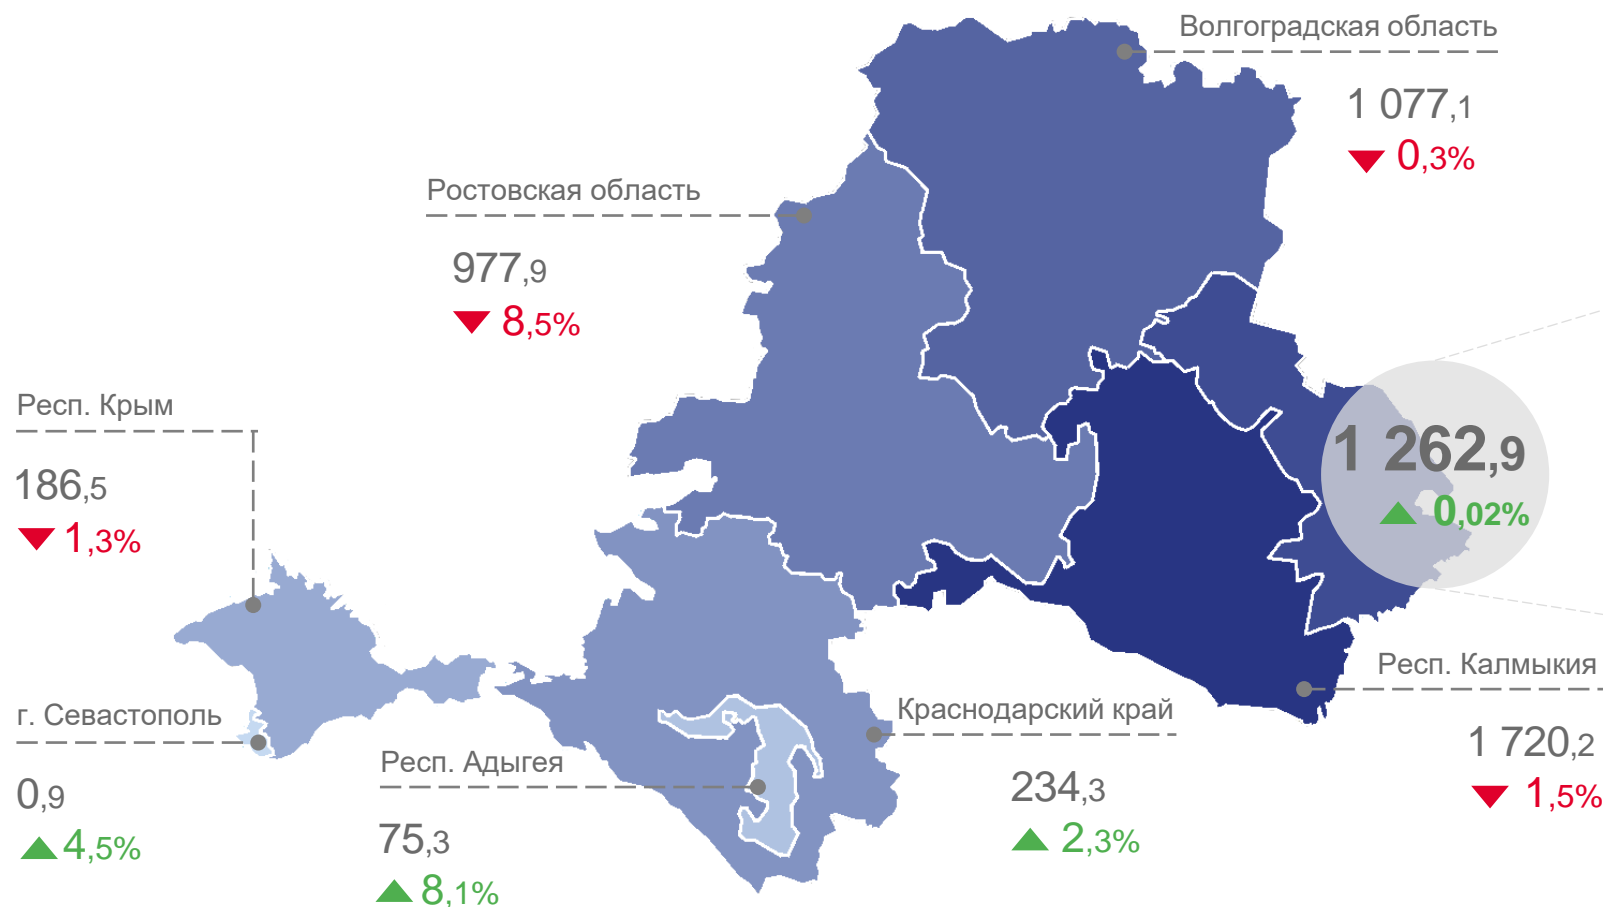 Волгоградская область
1 077,1
0,3%
Ростовская область
977,9
8,5%
Респ. Крым
186,5
1,3%
1 262,9
0,02%
Респ. Калмыкия
1 720,2
1,5%
г. Севастополь
0,9
4,5%
Респ. Адыгея
75,3
8,1%
Краснодарский край
234,3
2,3%